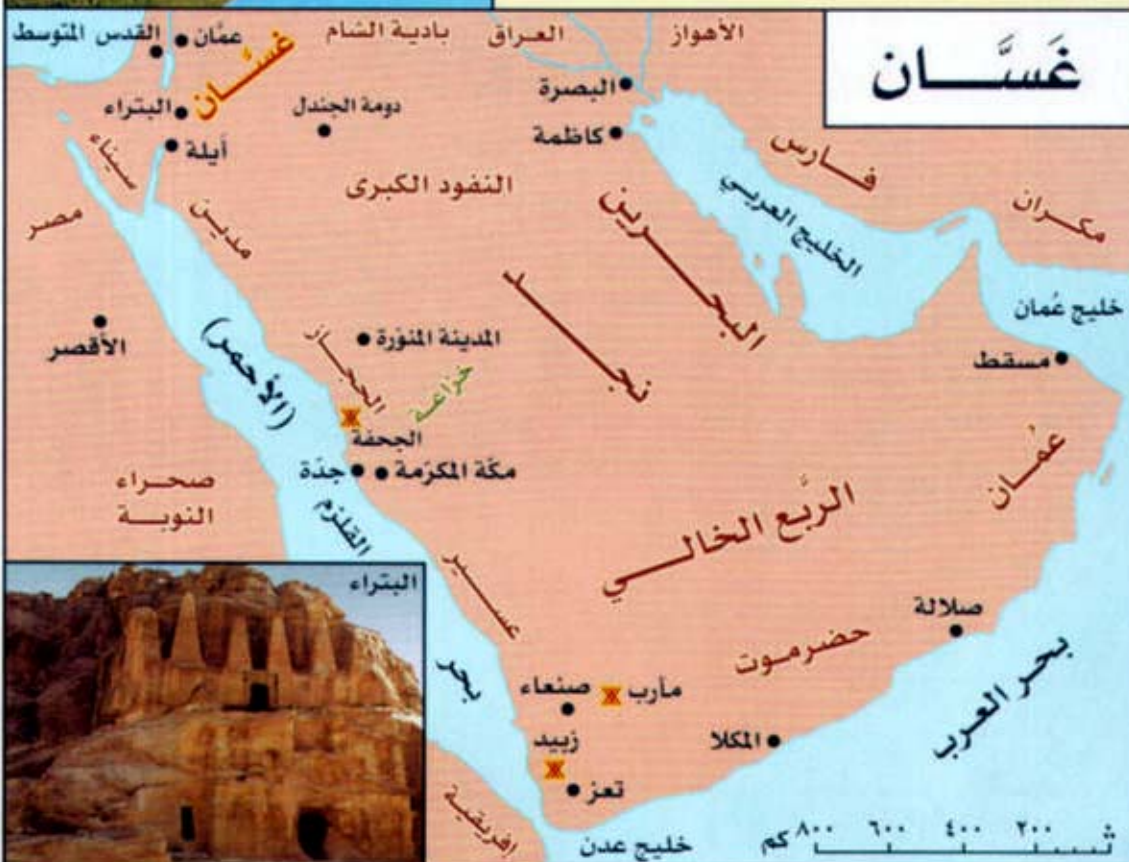 غَسَّان
المتوسط
القدس
عمَّان
غسَّان
بادية الشام
العراق
الأهواز
البتراء
دومة الجندل
البصرة
أيلة
كاظمة
سيناء
النفود الكبرى
فارس
مكران
مصر
مدين
البحرين
الخليج العربي
نجد
خليج عُمان
الأقصر
المدينة المنوّرة
الحجاز
خزاعة
مسقط
(الأحمر)
الجحفة
جدّة
مكّة المكرّمة
عُمان
صحراء
النوبة
القلزم
الرَّبع الخالي
عسير
البتراء
صلالة
حضرموت
بحر
صنعاء
مأرب
بحر العرب
زبيد
المكلا
تعز
إفريقية
خليج عدن
كم ٨٠٠ ٦٠٠ ٤٠٠ ٢٠٠